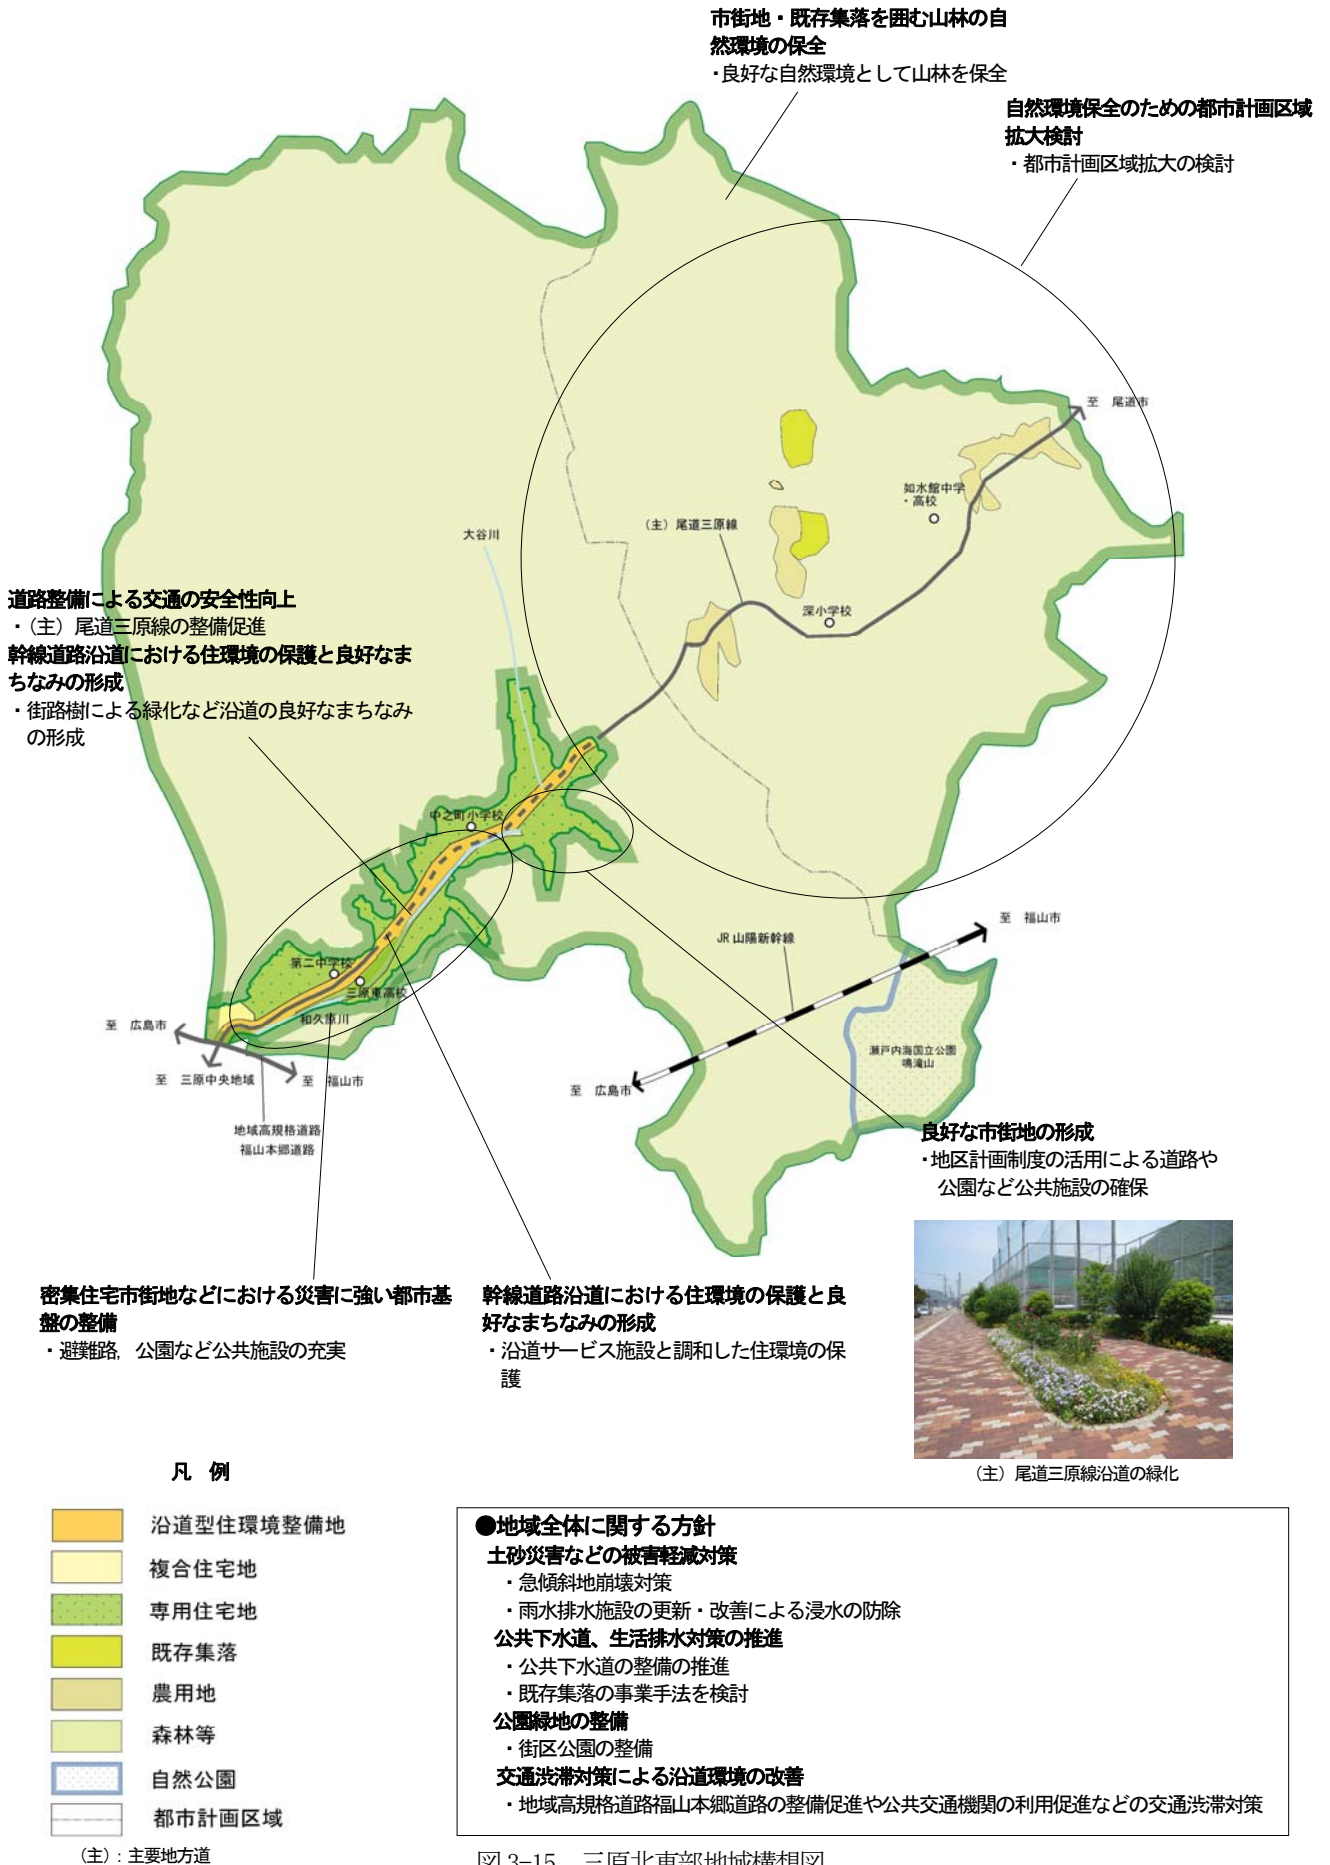 市街地・既存集落を囲む山林の自
然環境の保全
・良好な自然環境として山林を保全
自然環境保全のための都市計画区域
拡大検討
・都市計画区域拡大の検討
至 尾道市
如水館中学
・高校
(主)尾道三原線
大谷川
深小学校
道路整備による交通の安全性向上
・(主)尾道三原線の整備促進
幹線道路沿道における住環境の保護と良好なま
ちなみの形成
・街路樹による緑化など沿道の良好なまちなみ
の形成
中之町小学校
至 福山市
JR山陽新幹線
第二中学校
三原東高校
和久原川
至 広島市
至 三原中央地域
至 福山市
地域高規格道路
福山本郷道路
瀬戸内海国立公園
鳴滝山
至 広島市
良好な市街地の形成
・地区計画制度の活用による道路や
公園など公共施設の確保
密集住宅市街地などにおける災害に強い都市基
盤の整備
・避難路，公園など公共施設の充実
幹線道路沿道における住環境の保護と良
好なまちなみの形成
・沿道サービス施設と調和した住環境の保
護
(主)尾道三原線沿道の緑化
凡 例
沿道型住環境整備地
複合住宅地
専用住宅地
既存集落
農用地
森林等
自然公園
都市計画区域
(主)：主要地方道
●地域全体に関する方針
土砂災害などの被害軽減対策
・急傾斜地崩壊対策
・雨水排水施設の更新・改善による浸水の防除
公共下水道、生活排水対策の推進
・公共下水道の整備の推進
・既存集落の事業手法を検討
公園緑地の整備
・街区公園の整備
交通渋滞対策による沿道環境の改善
・地域高規格道路福山本郷道路の整備促進や公共交通機関の利用促進などの交通渋滞対策
図3-15 三原北東部地域構想図